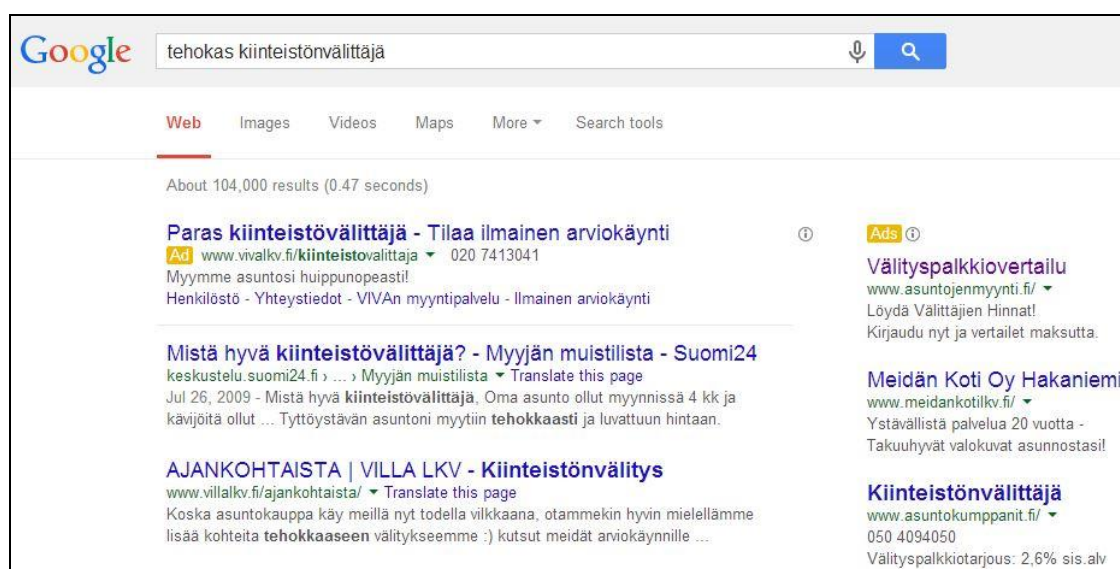 Google
tehokas kiinteistönvälittäjä
Web Images Videos Maps More Search tools
About 104,000 results (0.47 seconds)
Paras kiinteistövälittäjä - Tilaa ilmainen arviokäynti
Ad www.vivalkv.fi/kiinteistovalittaja 020 7413041
Myymme asuntosi huippunopeasti!
Henkilöstö - Yhteystiedot - VIVAn myyntipalvelu - Ilmainen arviokäynti
Mistä hyvä kiinteistövälittäjä? - Myyjän muistilista - Suomi24
keskustelu.suomi24.fi › ... › Myyjän muistilista Translate this page
Jul 26, 2009 - Mistä hyvä kiinteistövälittäjä, Oma asunto ollut myynnissä 4 kk ja
kävijöitä ollut ... Tyttöystävän asuntoni myytiin tehokkaasti ja luvattuun hintaan.
AJANKOHTAISTA | VILLA LKV - Kiinteistönvälitys
www.villalkv.fi/ajankohtaista/ Translate this page
Koska asuntokauppa käy meillä nyt todella vilkkaana, otammekin hyvin mielellämme
lisää kohteita tehokkaaseen välitykseemme :) kutsut meidät arviokäynnille ...
Ads
Välityspalkkiovertailu
www.asuntojenmyynti.fi/
Löydä Välittäjien Hinnat!
Kirjaudu nyt ja vertailet maksutta.
Meidän Koti Oy Hakaniemi
www.meidankotilkv.fi/
Ystävällistä palvelua 20 vuotta -
Takuuhyvät valokuvat asunnostasi!
Kiinteistönvälittäjä
www.asuntokumppanit.fi/
050 4094050
Välityspalkkiotarjous: 2,6% sis.alv